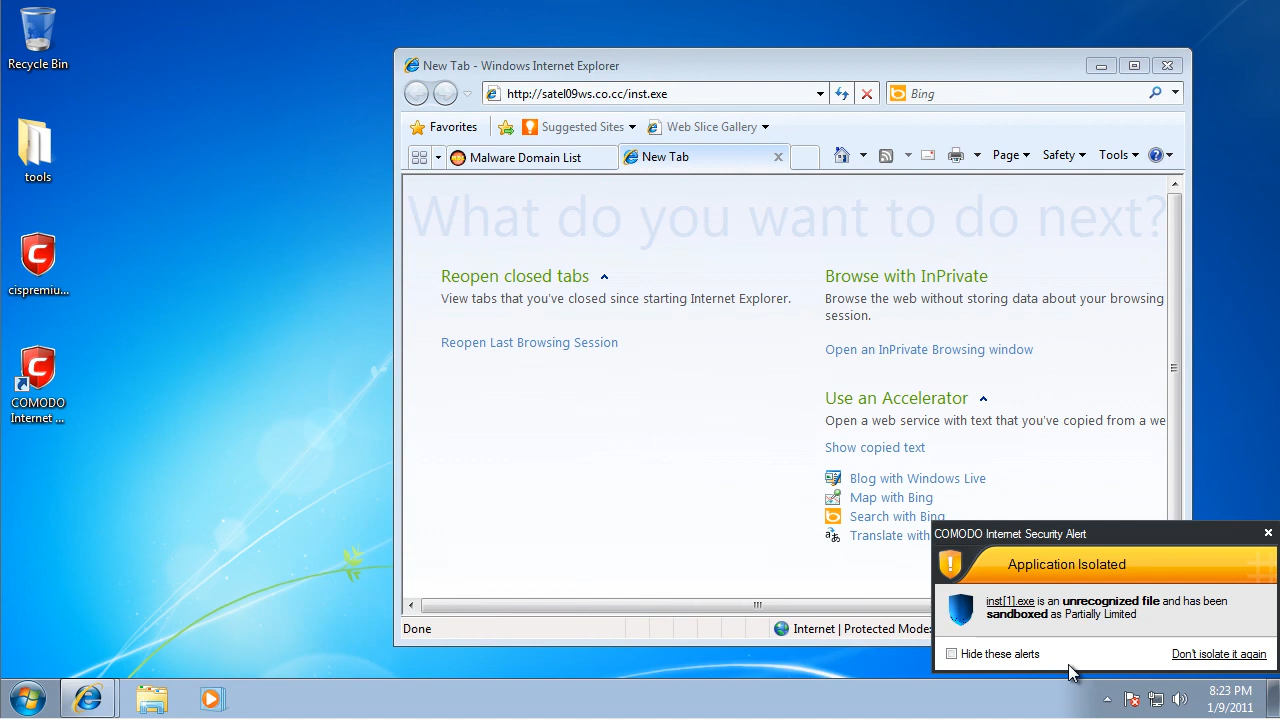 Recycle Bin
tools
cispremiu...
COMODO
Internet ...
New Tab - Windows Internet Explorer
http://satel09ws.co.cc/inst.exe
Bing
Favorites
Suggested Sites
Web Slice Gallery
Malware Domain List
New Tab
Page
Safety
Tools
What do you want to do next?
Reopen closed tabs
View tabs that you've closed since starting Internet Explorer.
Reopen Last Browsing Session
Browse with InPrivate
Browse the web without storing data about your browsing
session.
Open an InPrivate Browsing window
Use an Accelerator
Open a web service with text that you've copied from a we
Show copied text
Blog with Windows Live
Map with Bing
Search with Bing
Translate with
Done
Internet | Protected Mode:
COMODO Internet Security Alert
Application Isolated
inst[1].exe is an unrecognized file and has been
sandboxed as Partially Limited
Hide these alerts
Don't isolate it again
8:23 PM
1/9/2011